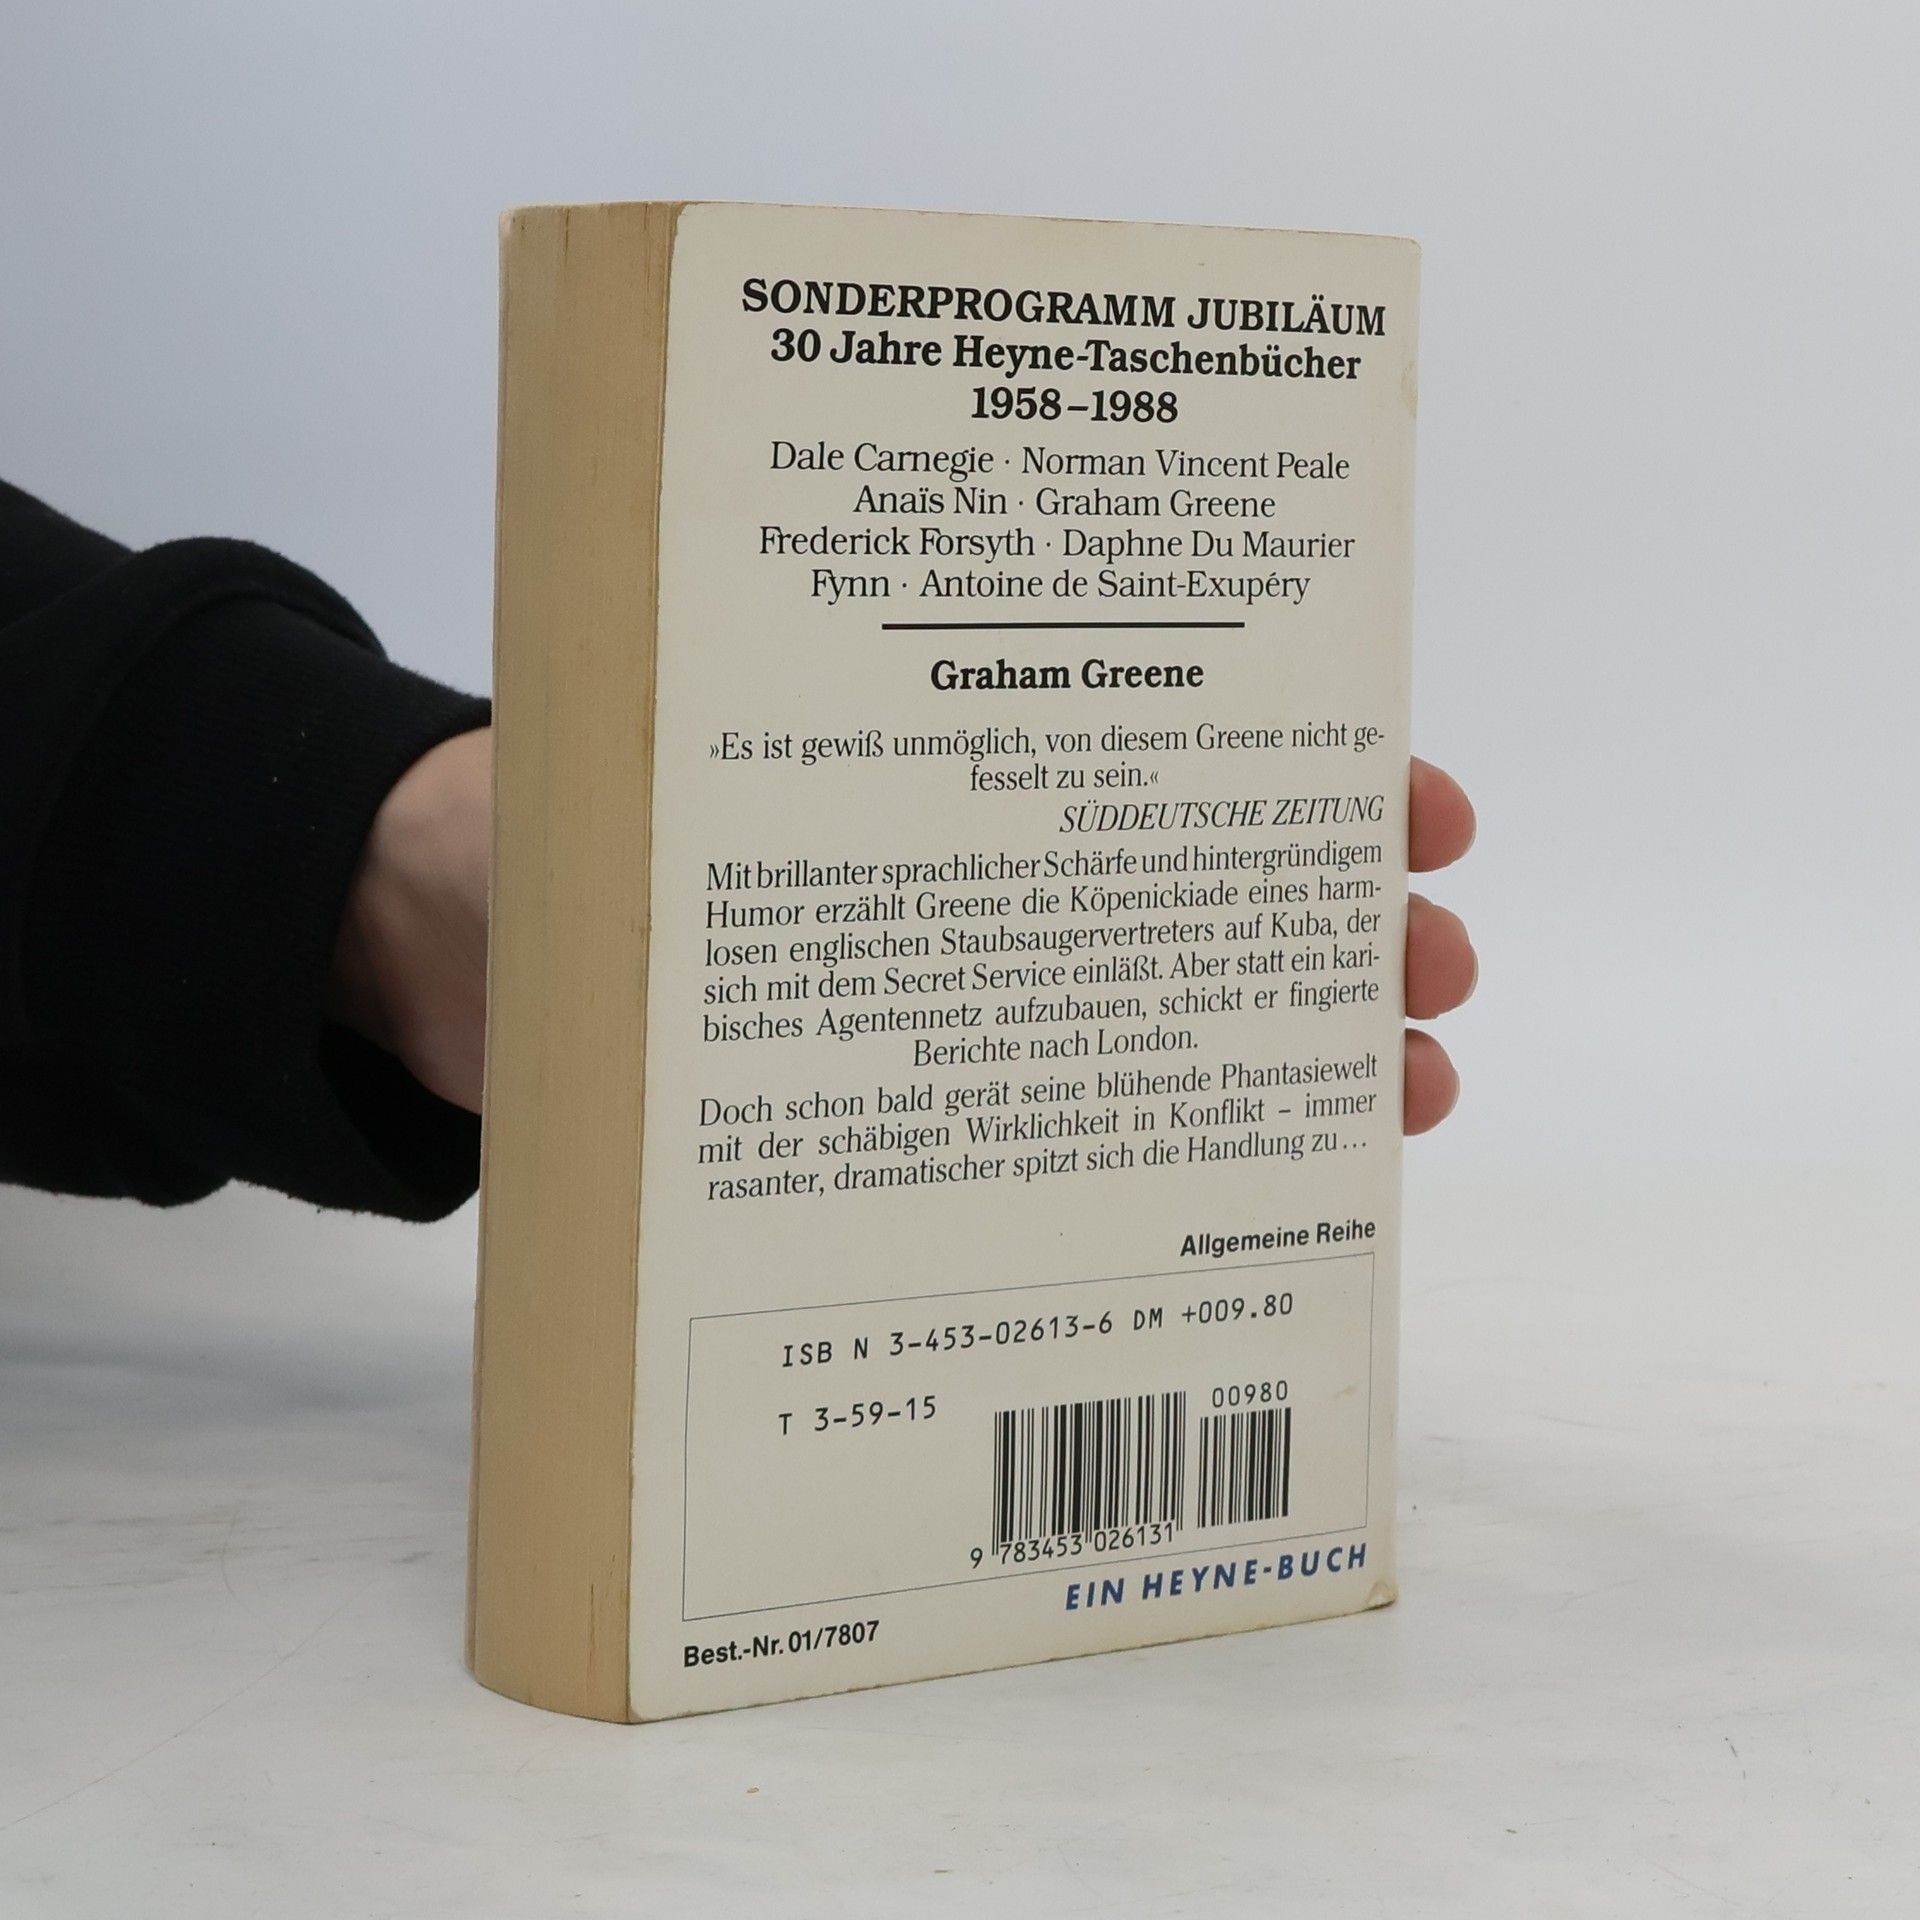 SONDERPROGRAMM JUBILÄUM
30 Jahre Heyne-Taschenbücher
1958–1988
Dale Carnegie · Norman Vincent Peale
Anaïs Nin · Graham Greene
Frederick Forsyth · Daphne Du Maurier
Fynn · Antoine de Saint-Exupéry
Graham Greene
»Es ist gewiß unmöglich, von diesem Greene nicht ge-
fesselt zu sein.«
SÜDDEUTSCHE ZEITUNG
Mit brillanter sprachlicher Schärfe und hintergründigem
Humor erzählt Greene die Köpenickiade eines harm-
losen englischen Staubsaugervertreters auf Kuba, der
sich mit dem Secret Service einläßt. Aber statt ein kari-
bisches Agentennetz aufzubauen, schickt er fingierte
Berichte nach London.
Doch schon bald gerät seine blühende Phantasiewelt
mit der schäbigen Wirklichkeit in Konflikt – immer
rasanter, dramatischer spitzt sich die Handlung zu...
Allgemeine Reihe
ISB N 3-453-02613-6 DM +009.80
T 3-59-15
00980
9 783453 026131
EIN HEYNE-BUCH
Best.-Nr. 01/7807